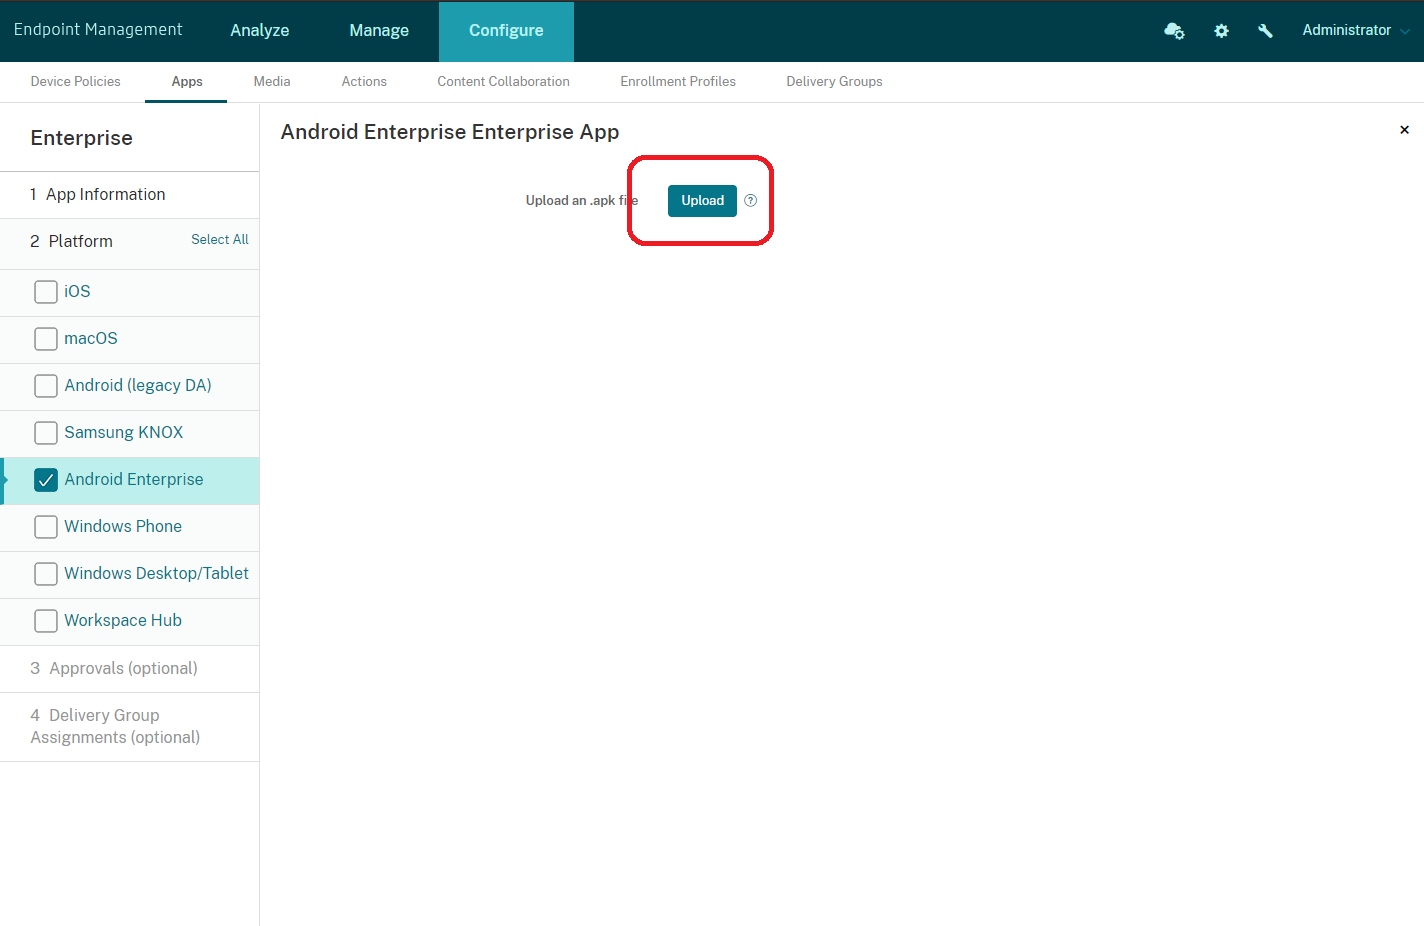 Endpoint Management Analyze Manage Configure Administrator
Device Policies Apps Media Actions Content Collaboration Enrollment Profiles Delivery Groups
Enterprise
1 App Information
2 Platform Select All
iOS
macOS
Android (legacy DA)
Samsung KNOX
Android Enterprise
Windows Phone
Windows Desktop/Tablet
Workspace Hub
3 Approvals (optional)
4 Delivery Group
Assignments (optional)
Android Enterprise Enterprise App ×
Upload an .apk file Upload ?